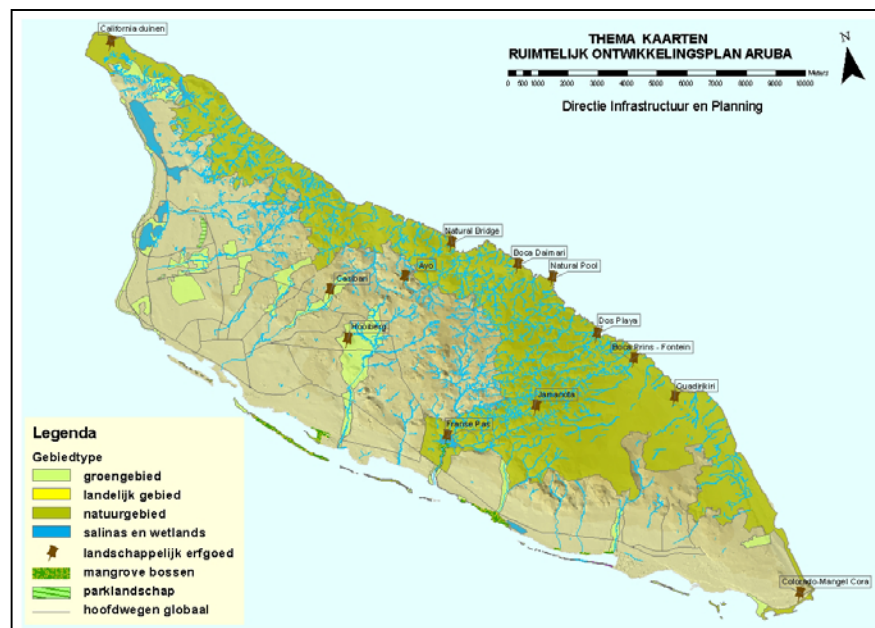 California duinen
N
THEMA KAARTEN
RUIMTELIJK ONTWIKKELINGSPLAN ARUBA
Meters
0 500 1000 2000 3000 4000 5000 6000 7000 8000 9000 10000
Directie Infrastructuur en Planning
Natural Bridge
Boca Daimari
Ayo
Natural Pool
Casibari
Hooiberg
Dos Playa
Boca Prins - Fontein
Quadirikiri
Jamanota
Franse Pas
Colorado-Mangel Cora
Legenda
Gebiedtype
groengebied
landelijk gebied
natuurgebied
salinas en wetlands
landschappelijk erfgoed
mangrove bossen
parklandschap
hoofdwegen globaal